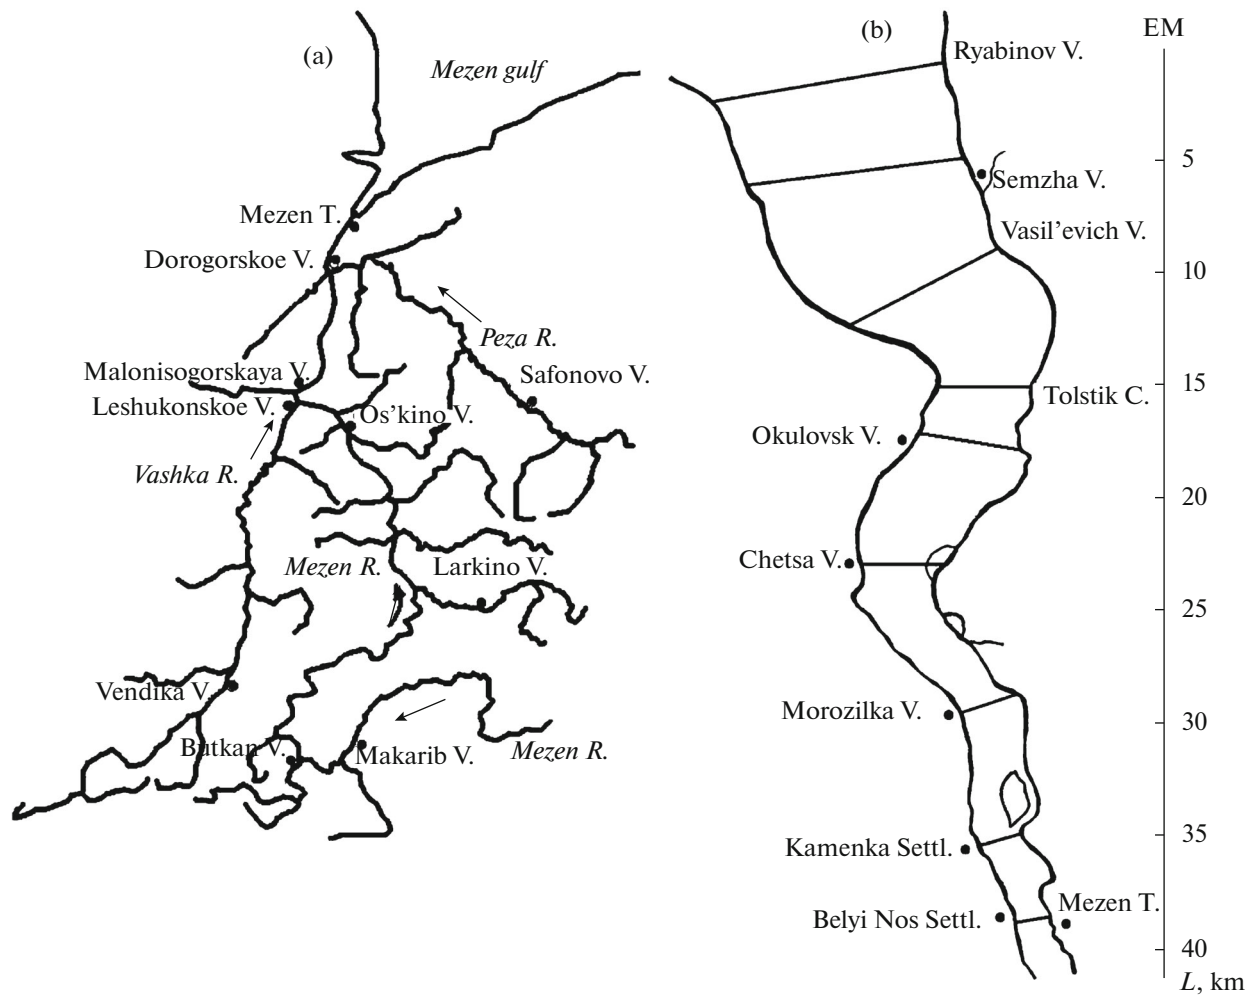 (a)
Mezen gulf
Mezen T.
Dorogorskoe V.
Peza R.
Malonisogorskaya V.
Safonovo V.
Leshukonskoe V.
Os'kino V.
Vashka R.
Mezen R.
Larkino V.
Vendika V.
Butkan V.
Makarib V.
Mezen R.
(b)
EM
Ryabinov V.
5
Semzha V.
Vasil'evich V.
10
15
Tolstik C.
Okulovsk V.
20
Chetsa V.
25
Morozilka V.
30
35
Kamenka Settl.
Mezen T.
Belyi Nos Settl.
40
L, km